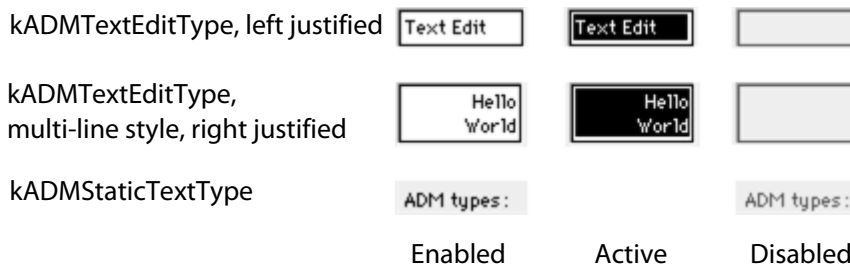 kADMTextEditType, left justified Text Edit Text Edit
kADMTextEditType,
multi-line style, right justified
Hello Hello
World World
kADMStaticTextType ADM types: ADM types:
Enabled Active Disabled